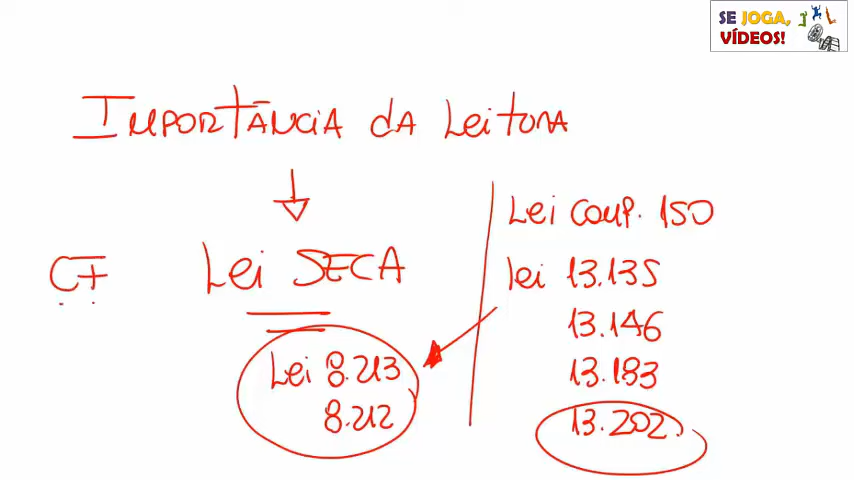 SE JOGA,
VÍDEOS!
IMPORTÂNCIA DA LEITURA
LEI SECA
CF
LEI 8.213
8.212
LEI COMP. 150
LEI 13.135
13.146
13.183
13.202